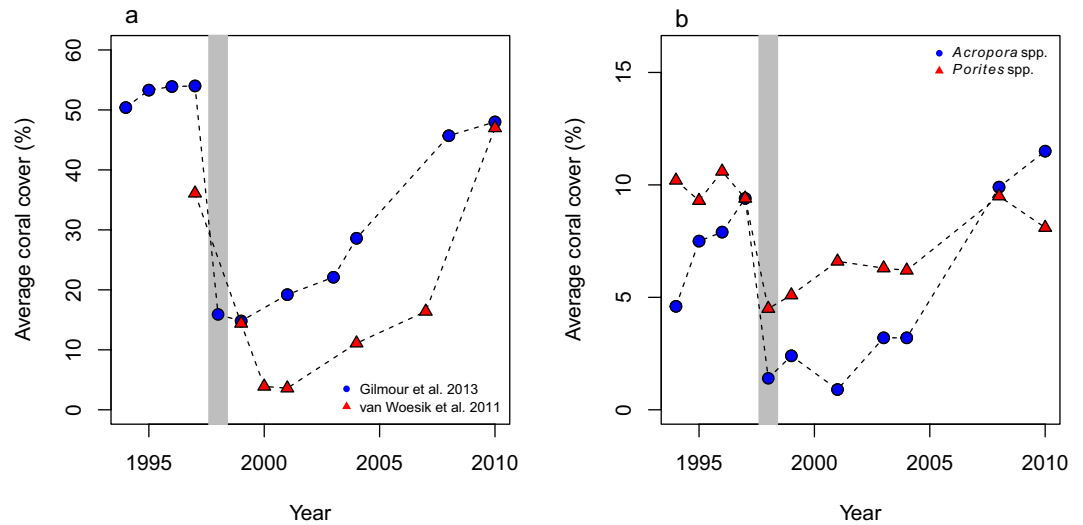 a
Average coral cover (%)
60
50
40
30
20
10
0
Gilmour et al. 2013
van Woesik et al. 2011
1995
2000
2005
2010
Year
b
Average coral cover (%)
15
10
5
0
Acropora spp.
Porites spp.
1995
2000
2005
2010
Year